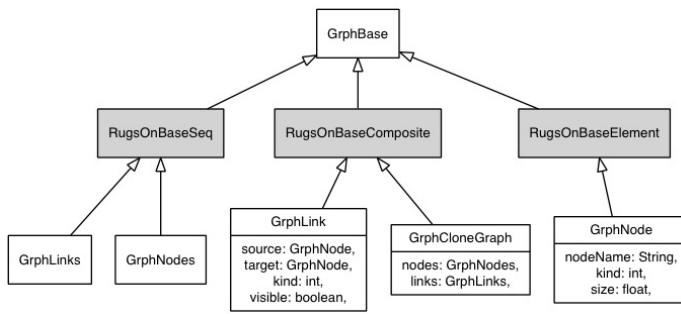 GrphBase
RugsOnBaseSeq
RugsOnBaseComposite
RugsOnBaseElement
GrphLinks
GrphNodes
GrphLink
source: GrphNode,
target: GrphNode,
kind: int,
visible: boolean,
GrphCloneGraph
nodes: GrphNodes,
links: GrphLinks,
GrphNode
nodeName: String,
kind: int,
size: float,